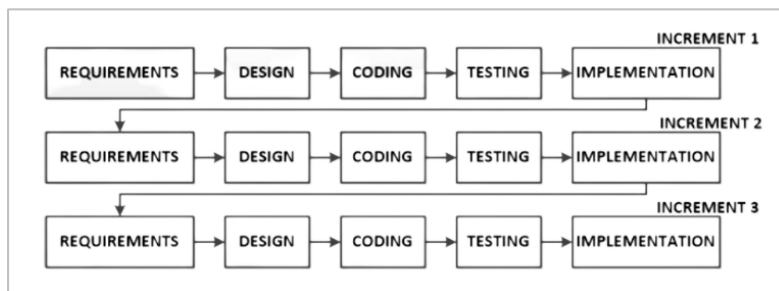 INCREMENT 1
REQUIREMENTS DESIGN CODING TESTING IMPLEMENTATION
INCREMENT 2
REQUIREMENTS DESIGN CODING TESTING IMPLEMENTATION
INCREMENT 3
REQUIREMENTS DESIGN CODING TESTING IMPLEMENTATION